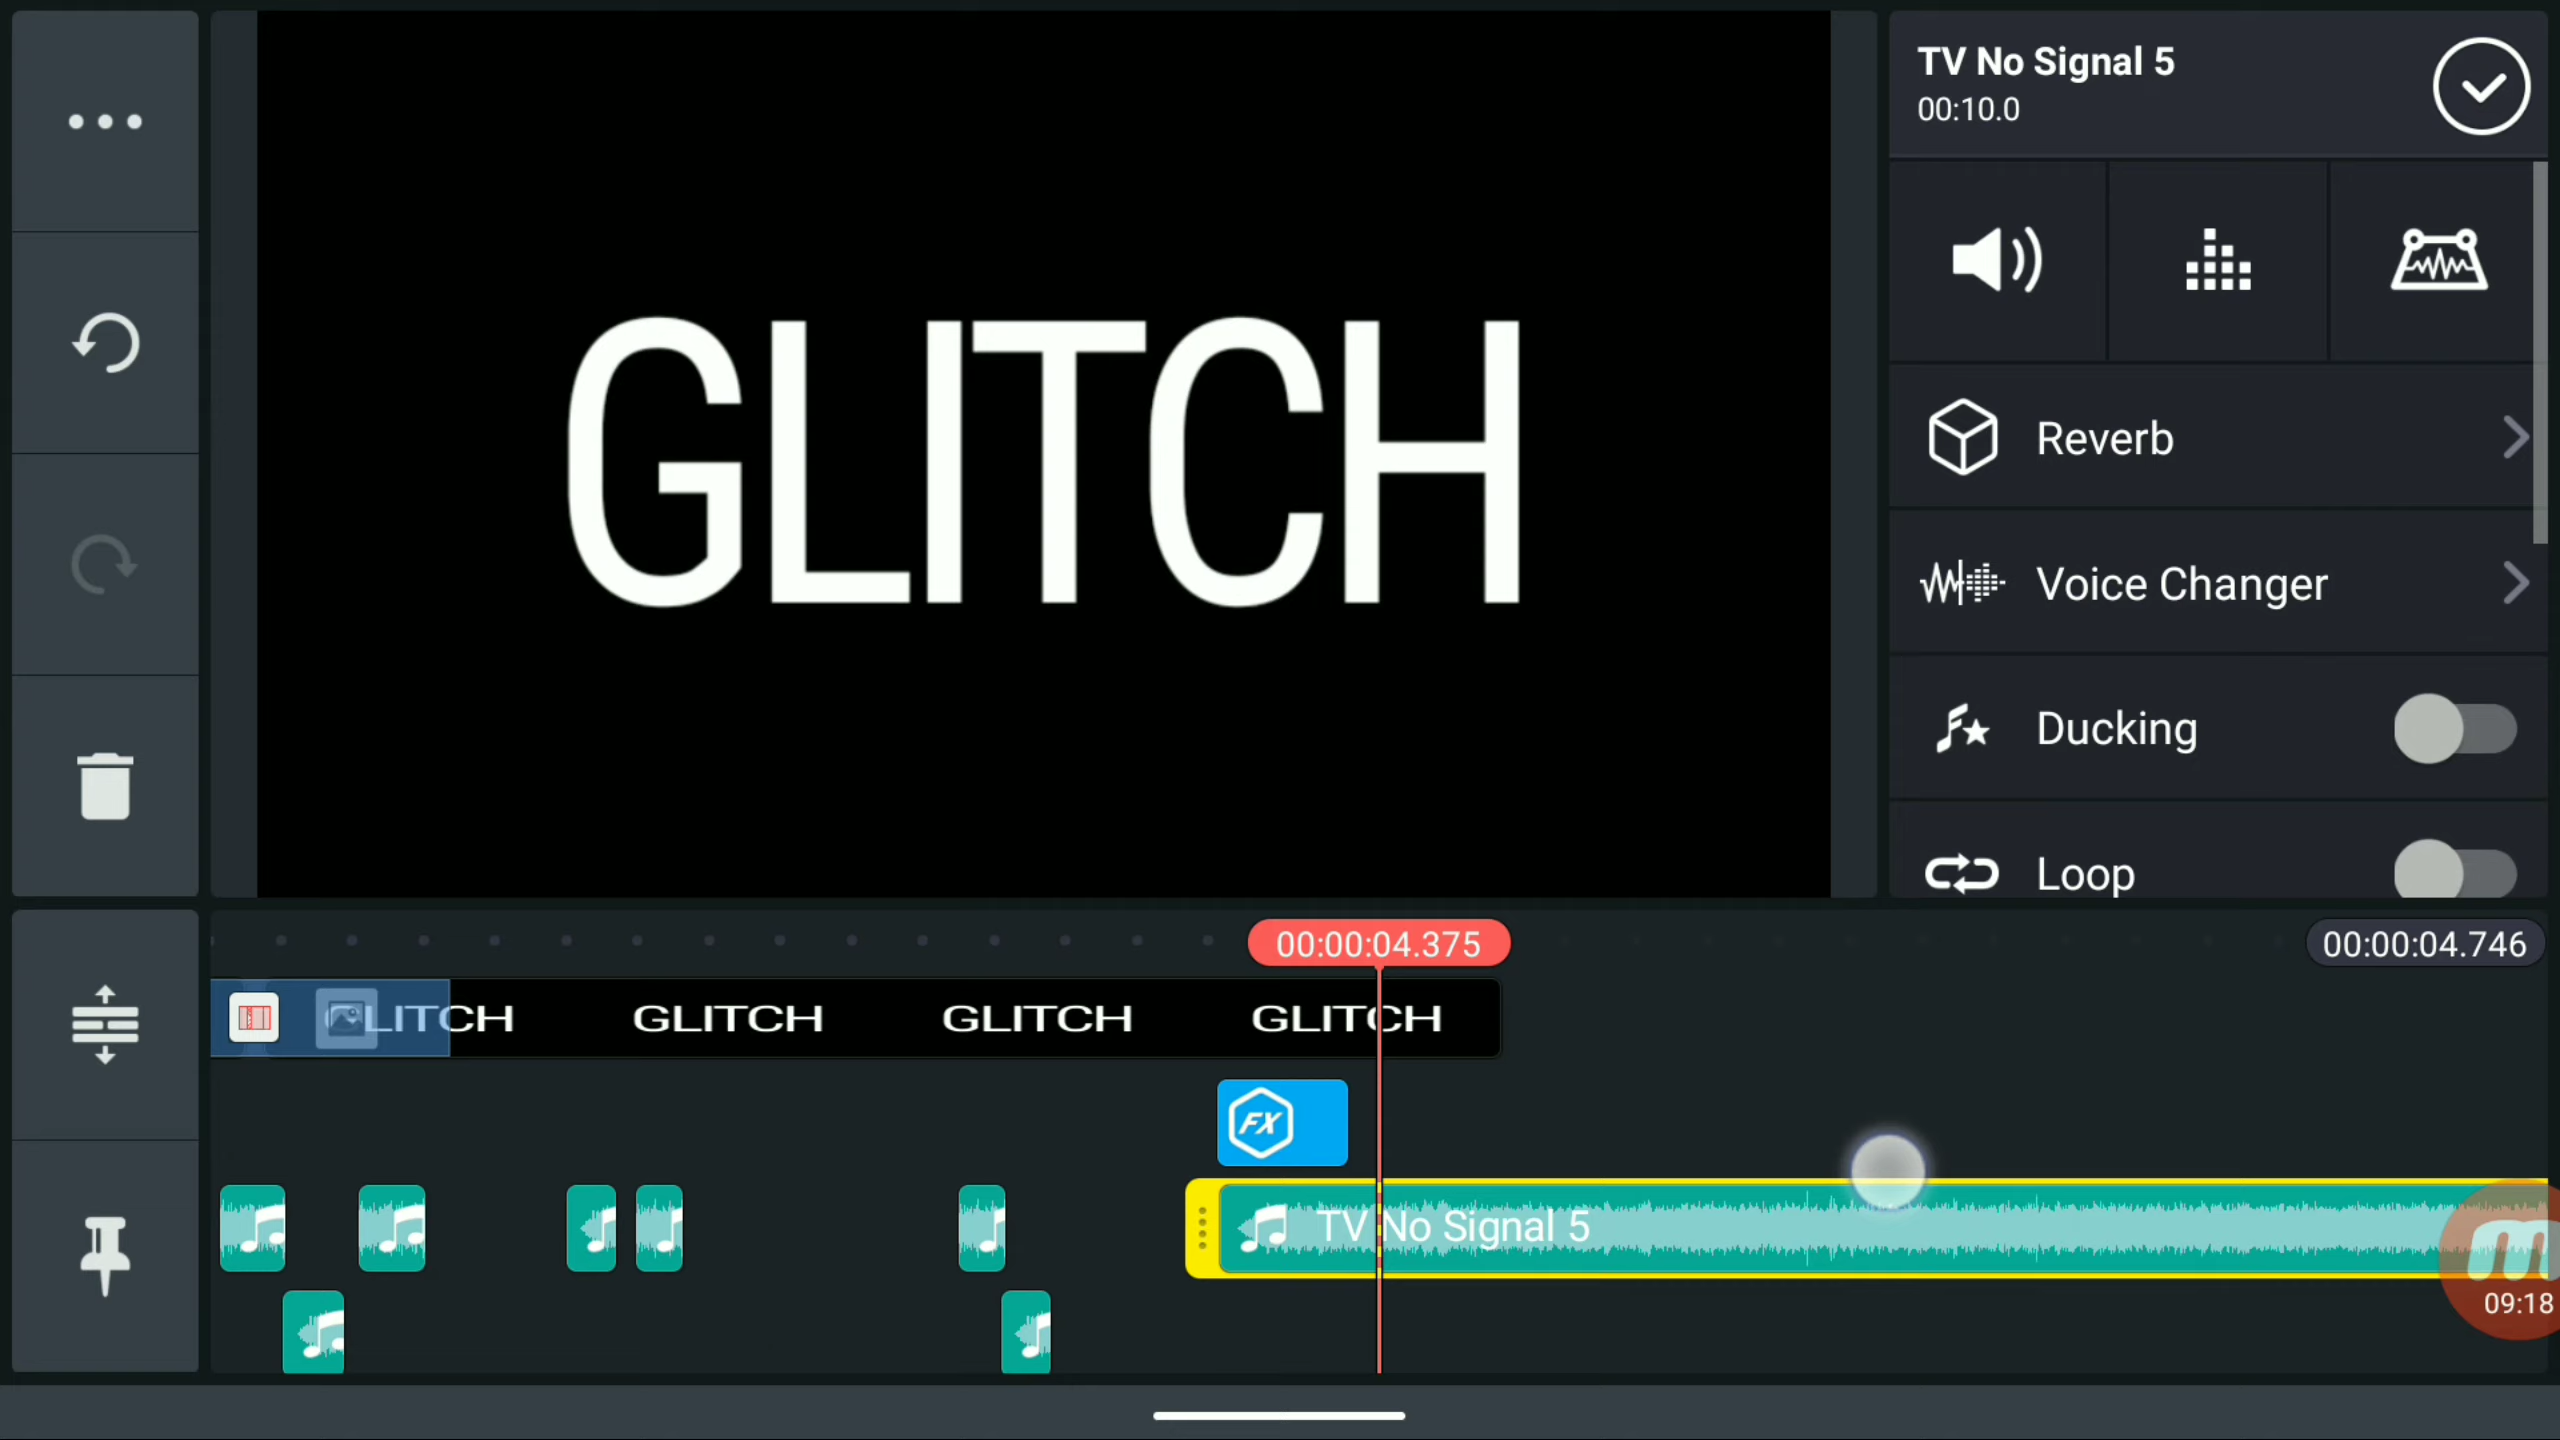 GLITCH
TV No Signal 5
00:10.0
Reverb
Voice Changer
Ducking
Loop
00:00:04.375
00:00:04.746
GLITCH GLITCH GLITCH GLITCH
FX
TV No Signal 5
09:18